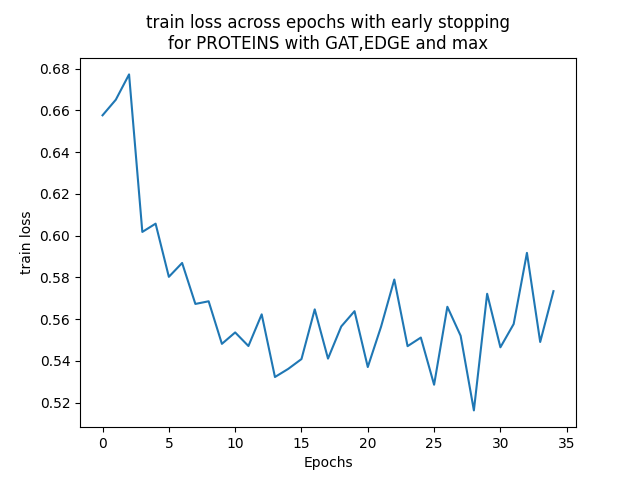 train loss across epochs with early stopping
for PROTEINS with GAT,EDGE and max
0.68
0.66
0.64
0.62
0.60
0.58
0.56
0.54
0.52
train loss
0 5 10 15 20 25 30 35
Epochs